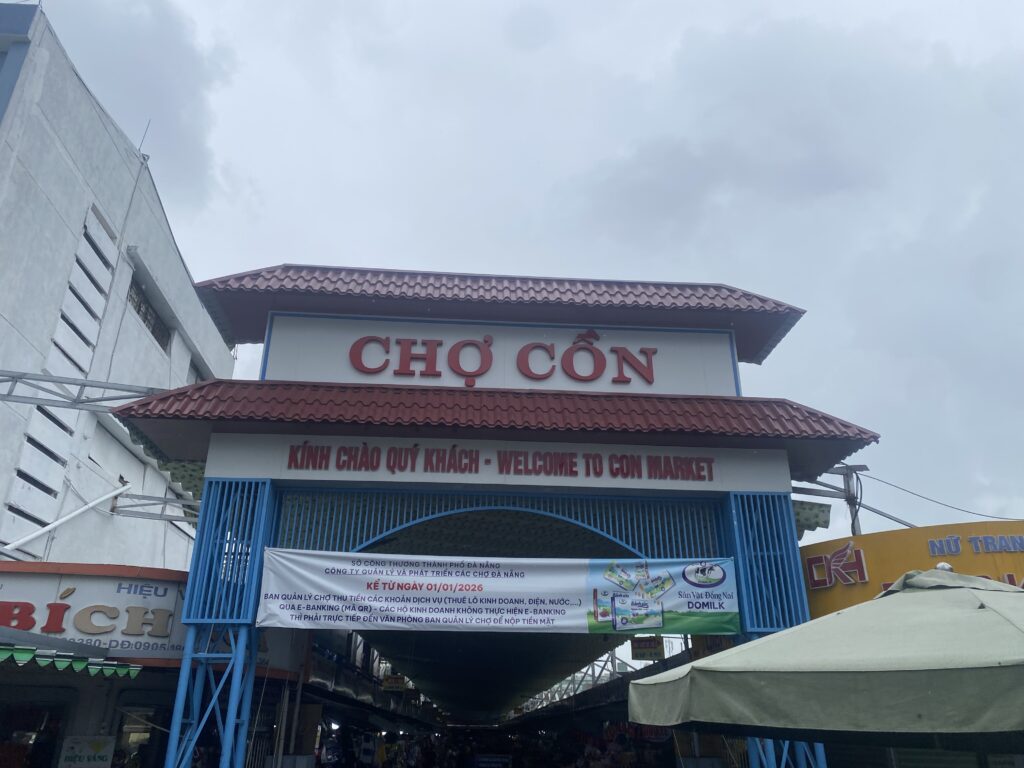 CHỢ CỒN
KÍNH CHÀO QUÝ KHÁCH - WELCOME TO CON MARKET
SỞ CÔNG THƯƠNG THÀNH PHỐ ĐÀ NẴNG
CÔNG TY QUẢN LÝ VÀ PHÁT TRIỂN CÁC CHỢ ĐÀ NẴNG
KỂ TỪ NGÀY 01/01/2026
BAN QUẢN LÝ CHỢ THU TIỀN CÁC KHOẢN DỊCH VỤ (THUÊ LÔ KINH DOANH, ĐIỆN, NƯỚC,...)
QUA E-BANKING (MÃ QR) - CÁC HỘ KINH DOANH KHÔNG THỰC HIỆN E-BANKING
THÌ PHẢI TRỰC TIẾP ĐẾN VĂN PHÒNG BAN QUẢN LÝ CHỢ ĐỂ NỘP TIỀN MẶT
Sản Vật Đồng Nai
DOMILK
HIỆU
BÍCH
NỮ TRAN
HIỆU VÀNG